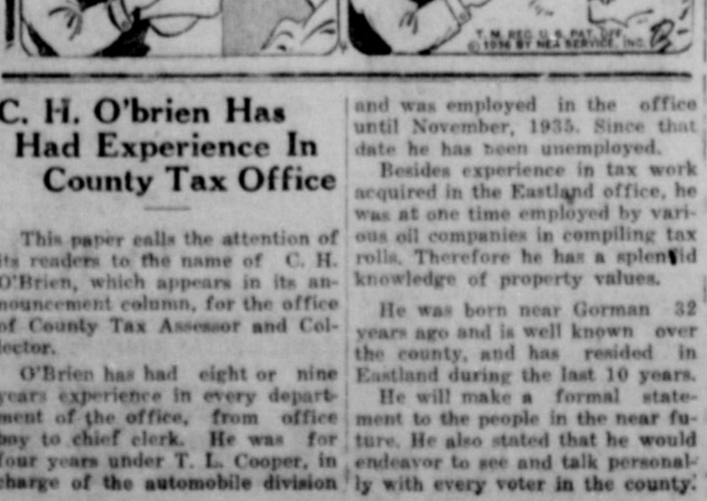 T. M. REG. U. S. PAT. OFF.
© 1936 BY NEA SERVICE, INC.
C. H. O'brien Has
Had Experience In
County Tax Office
This paper calls the attention of
its readers to the name of C. H.
O'Brien, which appears in its an-
nouncement column, for the office
of County Tax Assessor and Col-
lector.
O'Brien has had eight or nine
years experience in every depart-
ment of the office, from office
boy to chief clerk. He was for
four years under T. L. Cooper, in
charge of the automobile division
and was employed in the office
until November, 1935. Since that
date he has been unemployed.
Besides experience in tax work
acquired in the Eastland office, he
was at one time employed by vari-
ous oil companies in compiling tax
rolls. Therefore he has a splendid
knowledge of property values.
He was born near Gorman 32
years ago and is well known over
the county, and has resided in
Eastland during the last 10 years.
He will make a formal state-
ment to the people in the near fu-
ture. He also stated that he would
endeavor to see and talk personal-
ly with every voter in the county.